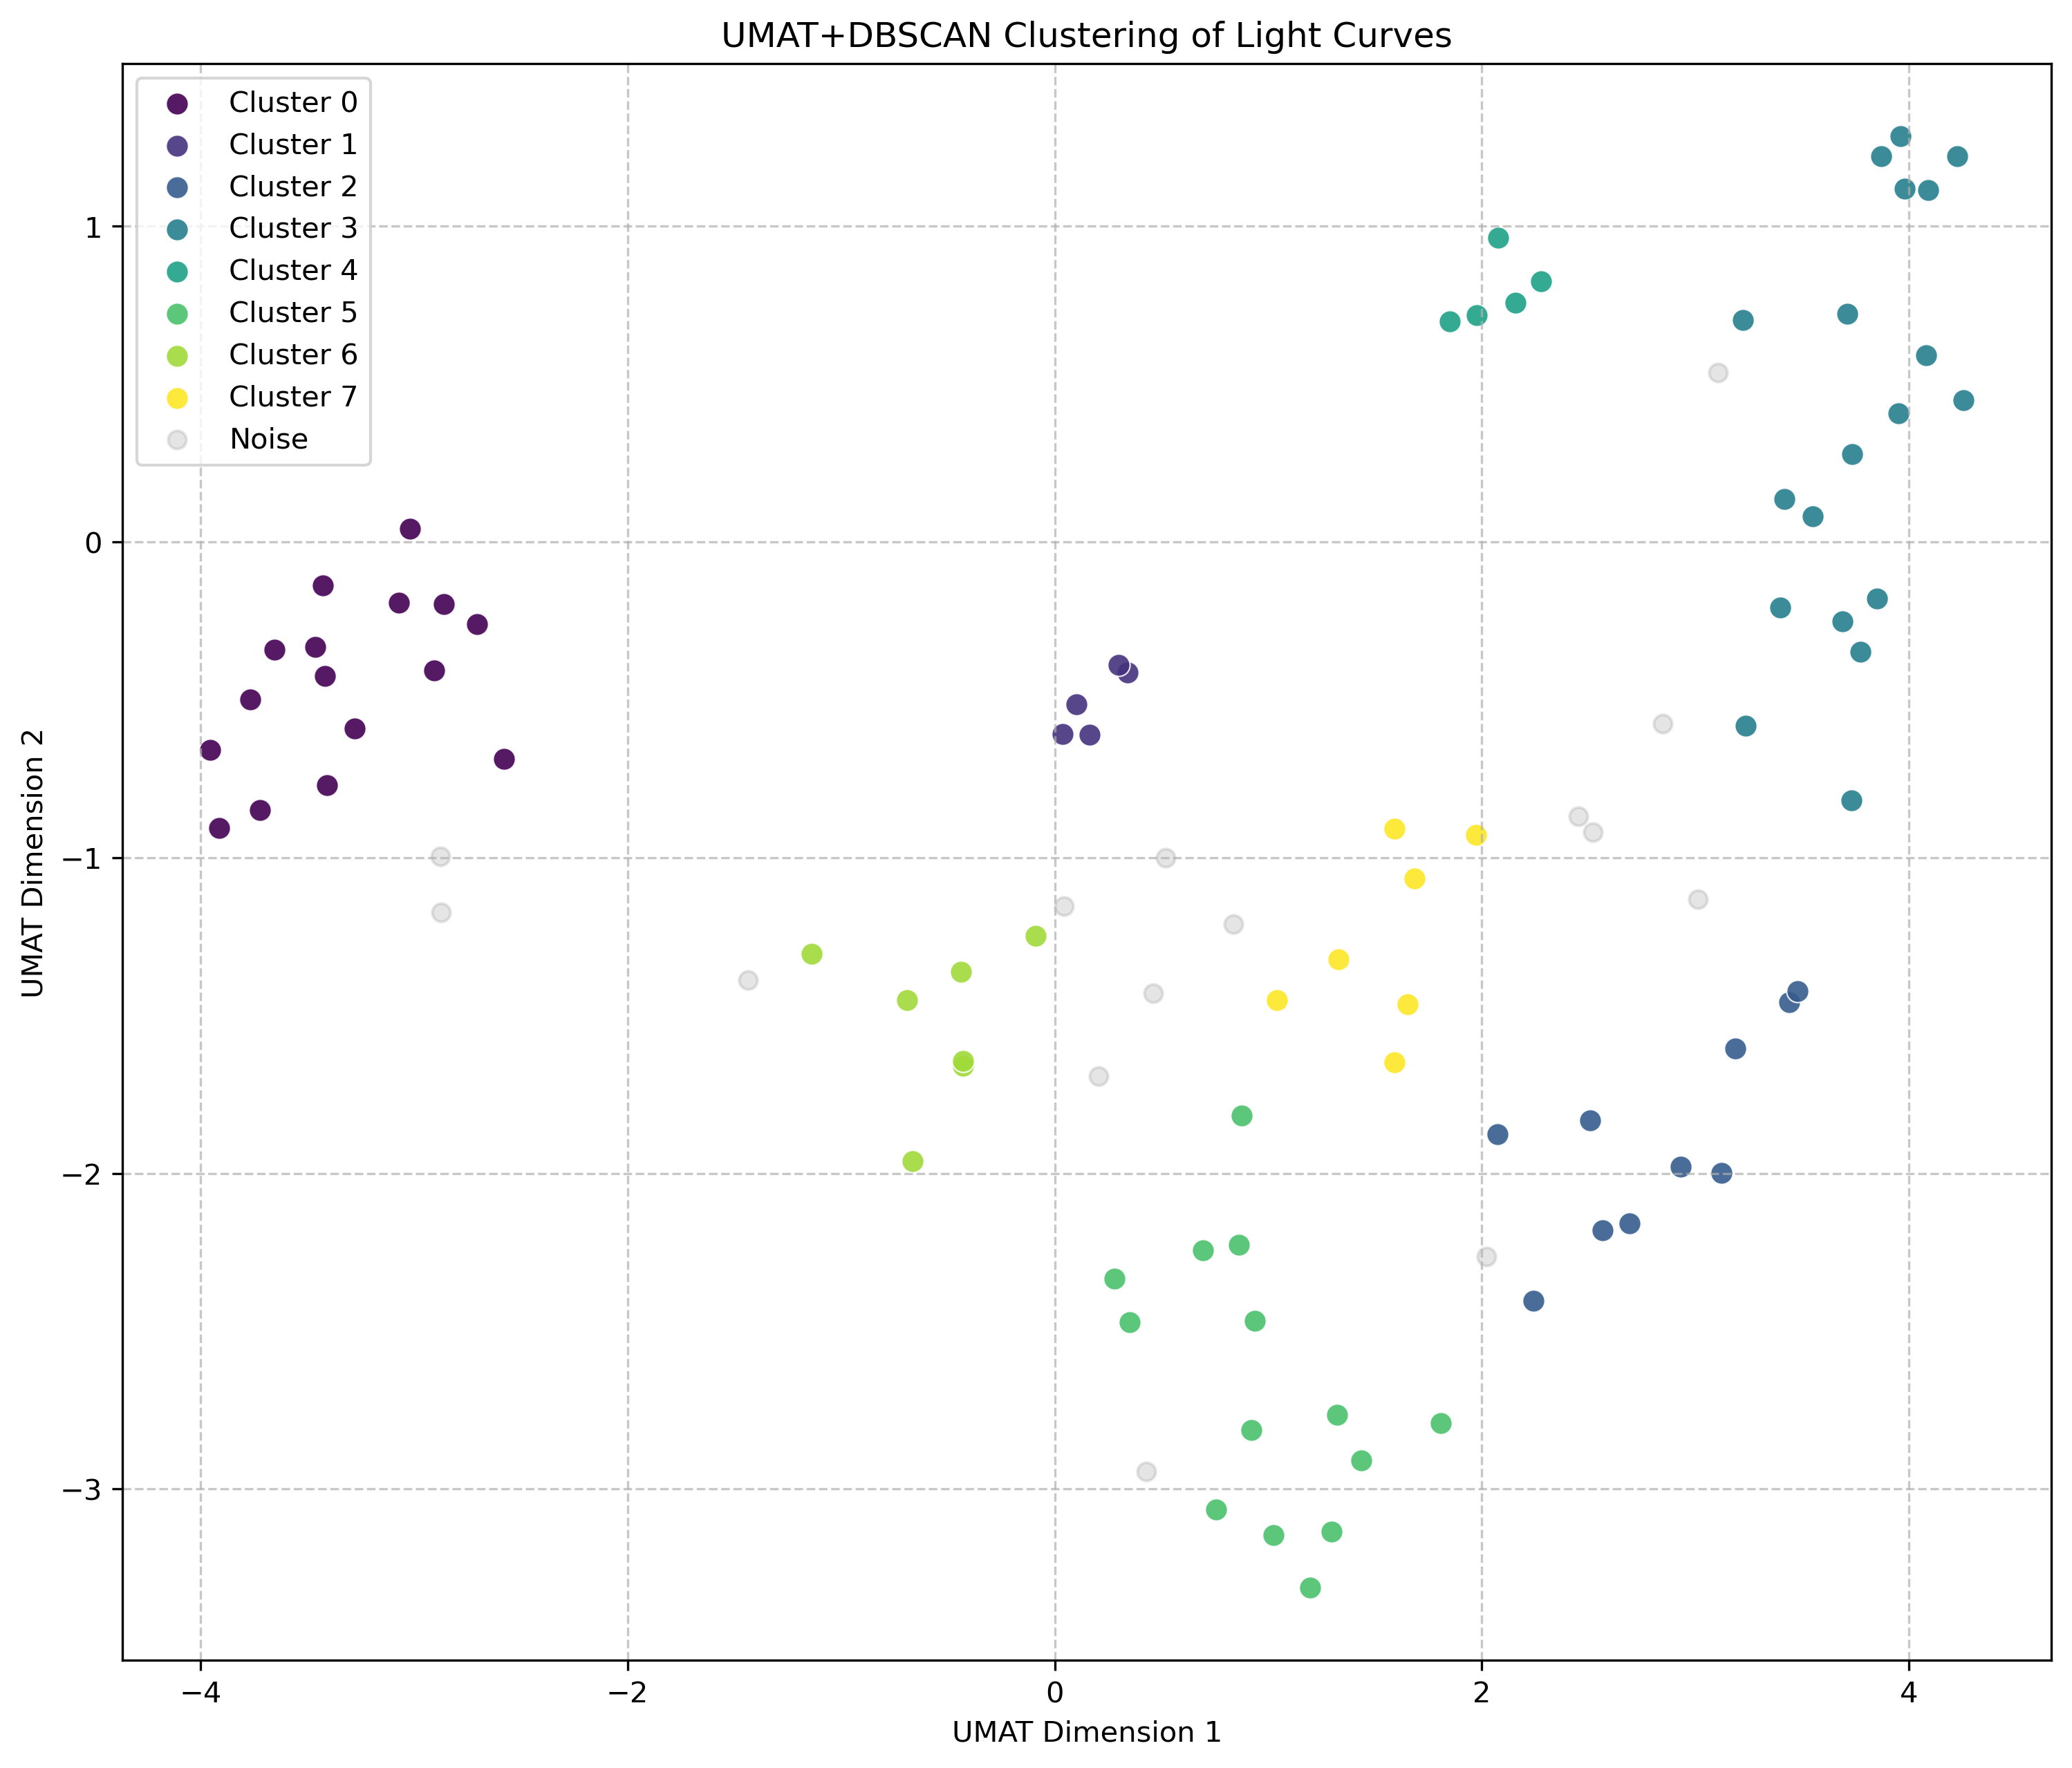 UMAT+DBSCAN Clustering of Light Curves
Cluster 0
Cluster 1
Cluster 2
Cluster 3
Cluster 4
Cluster 5
Cluster 6
Cluster 7
Noise
1
0
−1
−2
−3
UMAT Dimension 2
−4
−2
0
2
4
UMAT Dimension 1